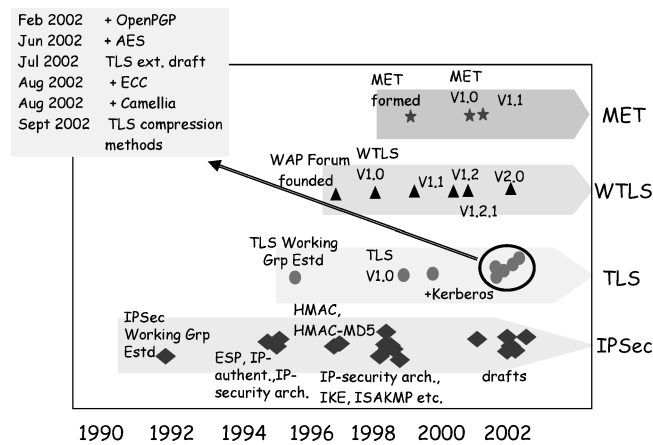 Feb 2002 + OpenPGP
Jun 2002 + AES
Jul 2002 TLS ext. draft
Aug 2002 + ECC
Aug 2002 + Camellia
Sept 2002 TLS compression
methods
MET
formed
MET
V1.0
V1.1
MET
WAP Forum
founded
WTLS
V1.0
V1.1
V1.2
V1.2.1
V2.0
WTLS
TLS Working
Grp Estd
TLS
V1.0
+Kerberos
TLS
IPSec
Working Grp
Estd
ESP, IP-
authent.,IP-
security arch.
HMAC,
HMAC-MD5
IP-security arch.,
IKE, ISAKMP etc.
drafts
IPSec
1990 1992 1994 1996 1998 2000 2002